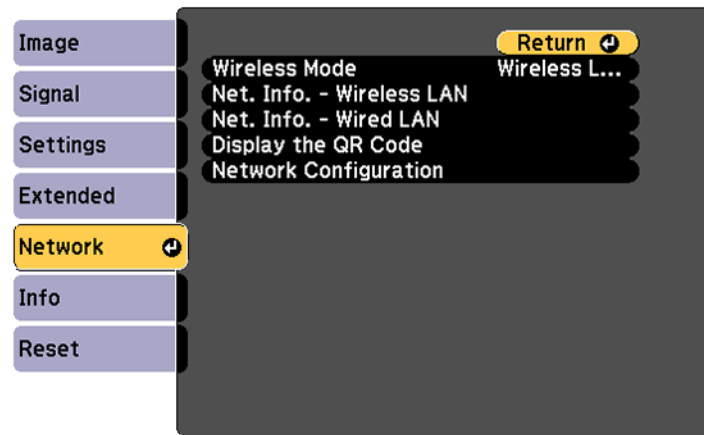 Image
Signal
Settings
Extended
Network
Info
Reset
Return
Wireless Mode Wireless L...
Net. Info. - Wireless LAN
Net. Info. - Wired LAN
Display the QR Code
Network Configuration